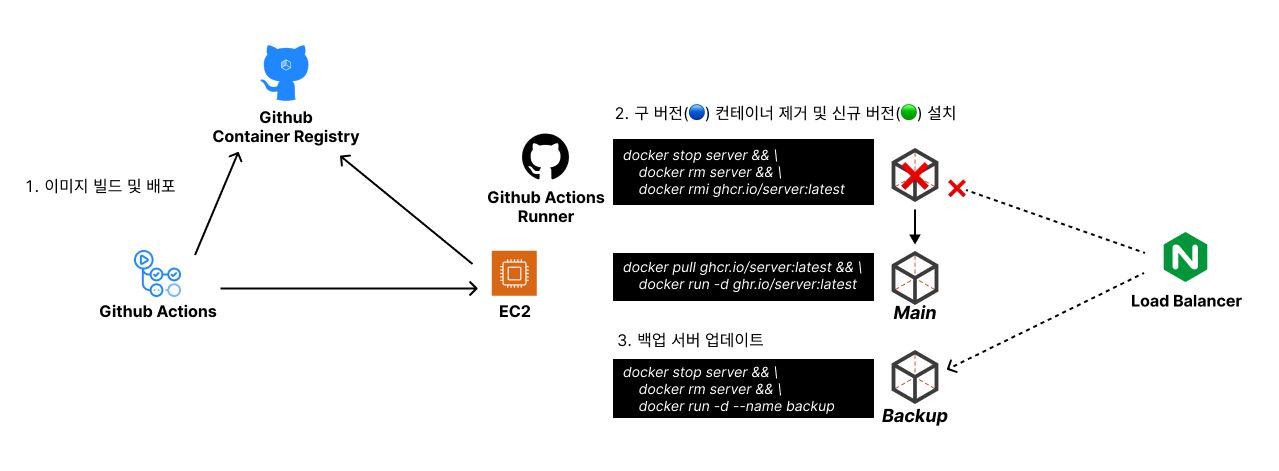 Github
Container Registry
1. 이미지 빌드 및 배포
Github Actions
Github Actions
Runner
EC2
2. 구 버전(🔵) 컨테이너 제거 및 신규 버전(🟢) 설치
docker stop server && \
docker rm server && \
docker rmi ghcr.io/server:latest
docker pull ghcr.io/server:latest && \
docker run -d ghr.io/server:latest
Main
3. 백업 서버 업데이트
docker stop server && \
docker rm server && \
docker run -d --name backup
Backup
N
Load Balancer